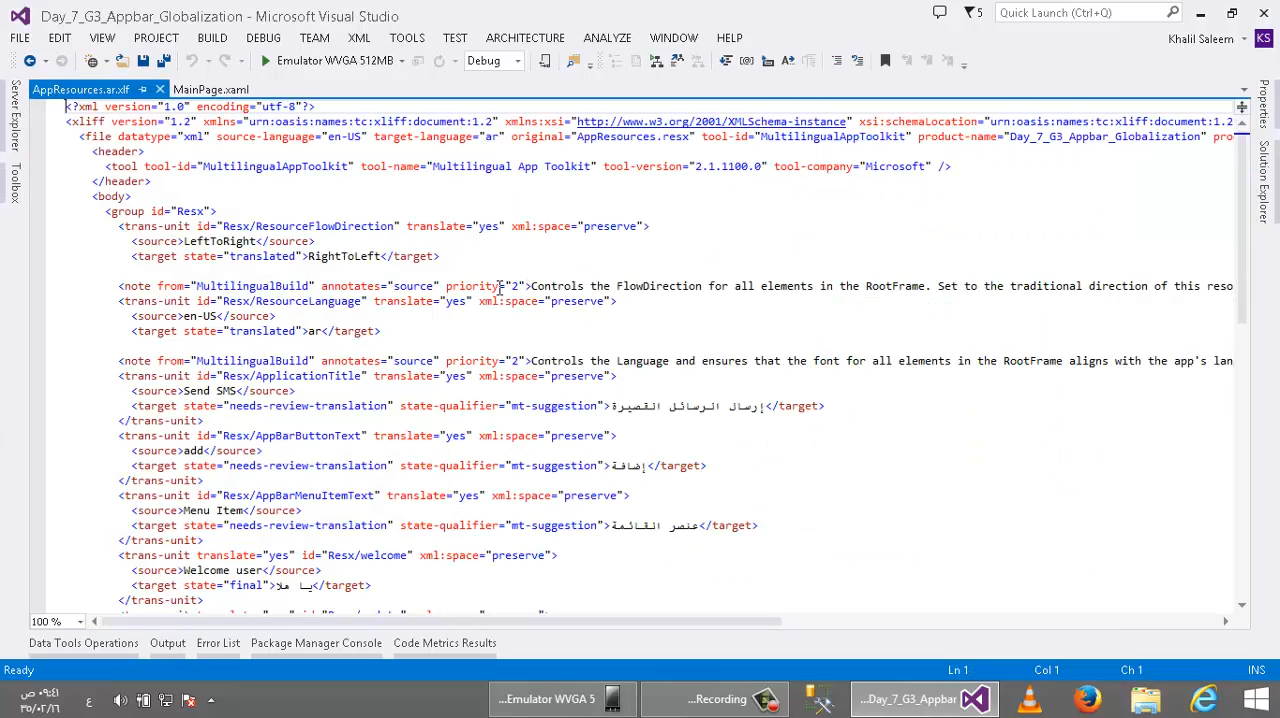 Day_7_G3_Appbar_Globalization - Microsoft Visual Studio
5
Quick Launch (Ctrl+Q)
FILE EDIT VIEW PROJECT BUILD DEBUG TEAM XML TOOLS TEST ARCHITECTURE ANALYZE WINDOW HELP
Khalil Saleem
KS
Emulator WVGA 512MB
Debug
AppResources.ar.xlf
MainPage.xaml
Server Explorer
Toolbox
Properties
Solution Explorer
<?xml version="1.0" encoding="utf-8"?>
<xliff version="1.2" xmlns="urn:oasis:names:tc:xliff:document:1.2" xmlns:xsi="http://www.w3.org/2001/XMLSchema-instance" xsi:schemaLocation="urn:oasis:names:tc:xliff:document:1.2
<file datatype="xml" source-language="en-US" target-language="ar" original="AppResources.resx" tool-id="MultilingualAppToolkit" product-name="Day_7_G3_Appbar_Globalization" pro
<header>
<tool tool-id="MultilingualAppToolkit" tool-name="Multilingual App Toolkit" tool-version="2.1.1100.0" tool-company="Microsoft" />
</header>
<body>
<group id="Resx">
<trans-unit id="Resx/ResourceFlowDirection" translate="yes" xml:space="preserve">
<source>LeftToRight</source>
<target state="translated">RightToLeft</target>
<note from="MultilingualBuild" annotates="source" priority="2">Controls the FlowDirection for all elements in the RootFrame. Set to the traditional direction of this reso
<trans-unit id="Resx/ResourceLanguage" translate="yes" xml:space="preserve">
<source>en-US</source>
<target state="translated">ar</target>
<note from="MultilingualBuild" annotates="source" priority="2">Controls the Language and ensures that the font for all elements in the RootFrame aligns with the app's lan
<trans-unit id="Resx/ApplicationTitle" translate="yes" xml:space="preserve">
<source>Send SMS</source>
<target state="needs-review-translation" state-qualifier="mt-suggestion">إرسال الرسائل القصيرة</target>
</trans-unit>
<trans-unit id="Resx/AppBarButtonText" translate="yes" xml:space="preserve">
<source>add</source>
<target state="needs-review-translation" state-qualifier="mt-suggestion">إضافة</target>
</trans-unit>
<trans-unit id="Resx/AppBarMenuItemText" translate="yes" xml:space="preserve">
<source>Menu Item</source>
<target state="needs-review-translation" state-qualifier="mt-suggestion">عنصر القائمة</target>
</trans-unit>
<trans-unit translate="yes" id="Resx/welcome" xml:space="preserve">
<source>Welcome user</source>
<target state="final">يا هلا</target>
</trans-unit>
100 %
Data Tools Operations Output Error List Package Manager Console Code Metrics Results
Ready
Ln 1 Col 1 Ch 1 INS
٠٩:٤١ ص
٣٥/٠٢/١٦
ع
...Emulator WVGA 5
...Recording
...Day_7_G3_Appbar